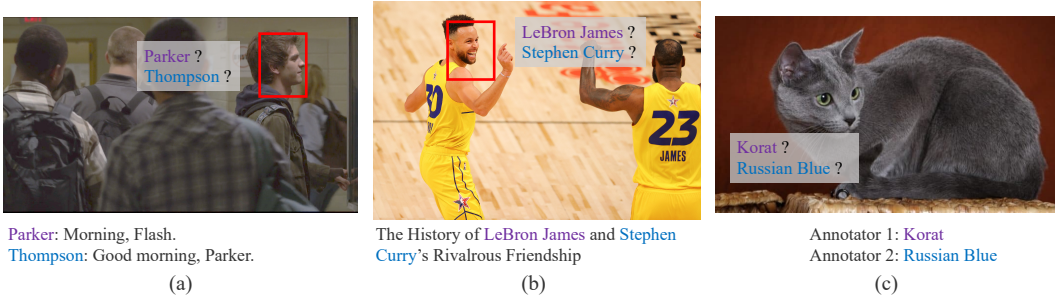 Parker ?
Thompson ?
LeBron James ?
Stephen Curry ?
30
23
JAMES
Korat ?
Russian Blue ?
Parker: Morning, Flash.
Thompson: Good morning, Parker.
The History of LeBron James and Stephen
Curry's Rivalrous Friendship
Annotator 1: Korat
Annotator 2: Russian Blue
(a)
(b)
(c)